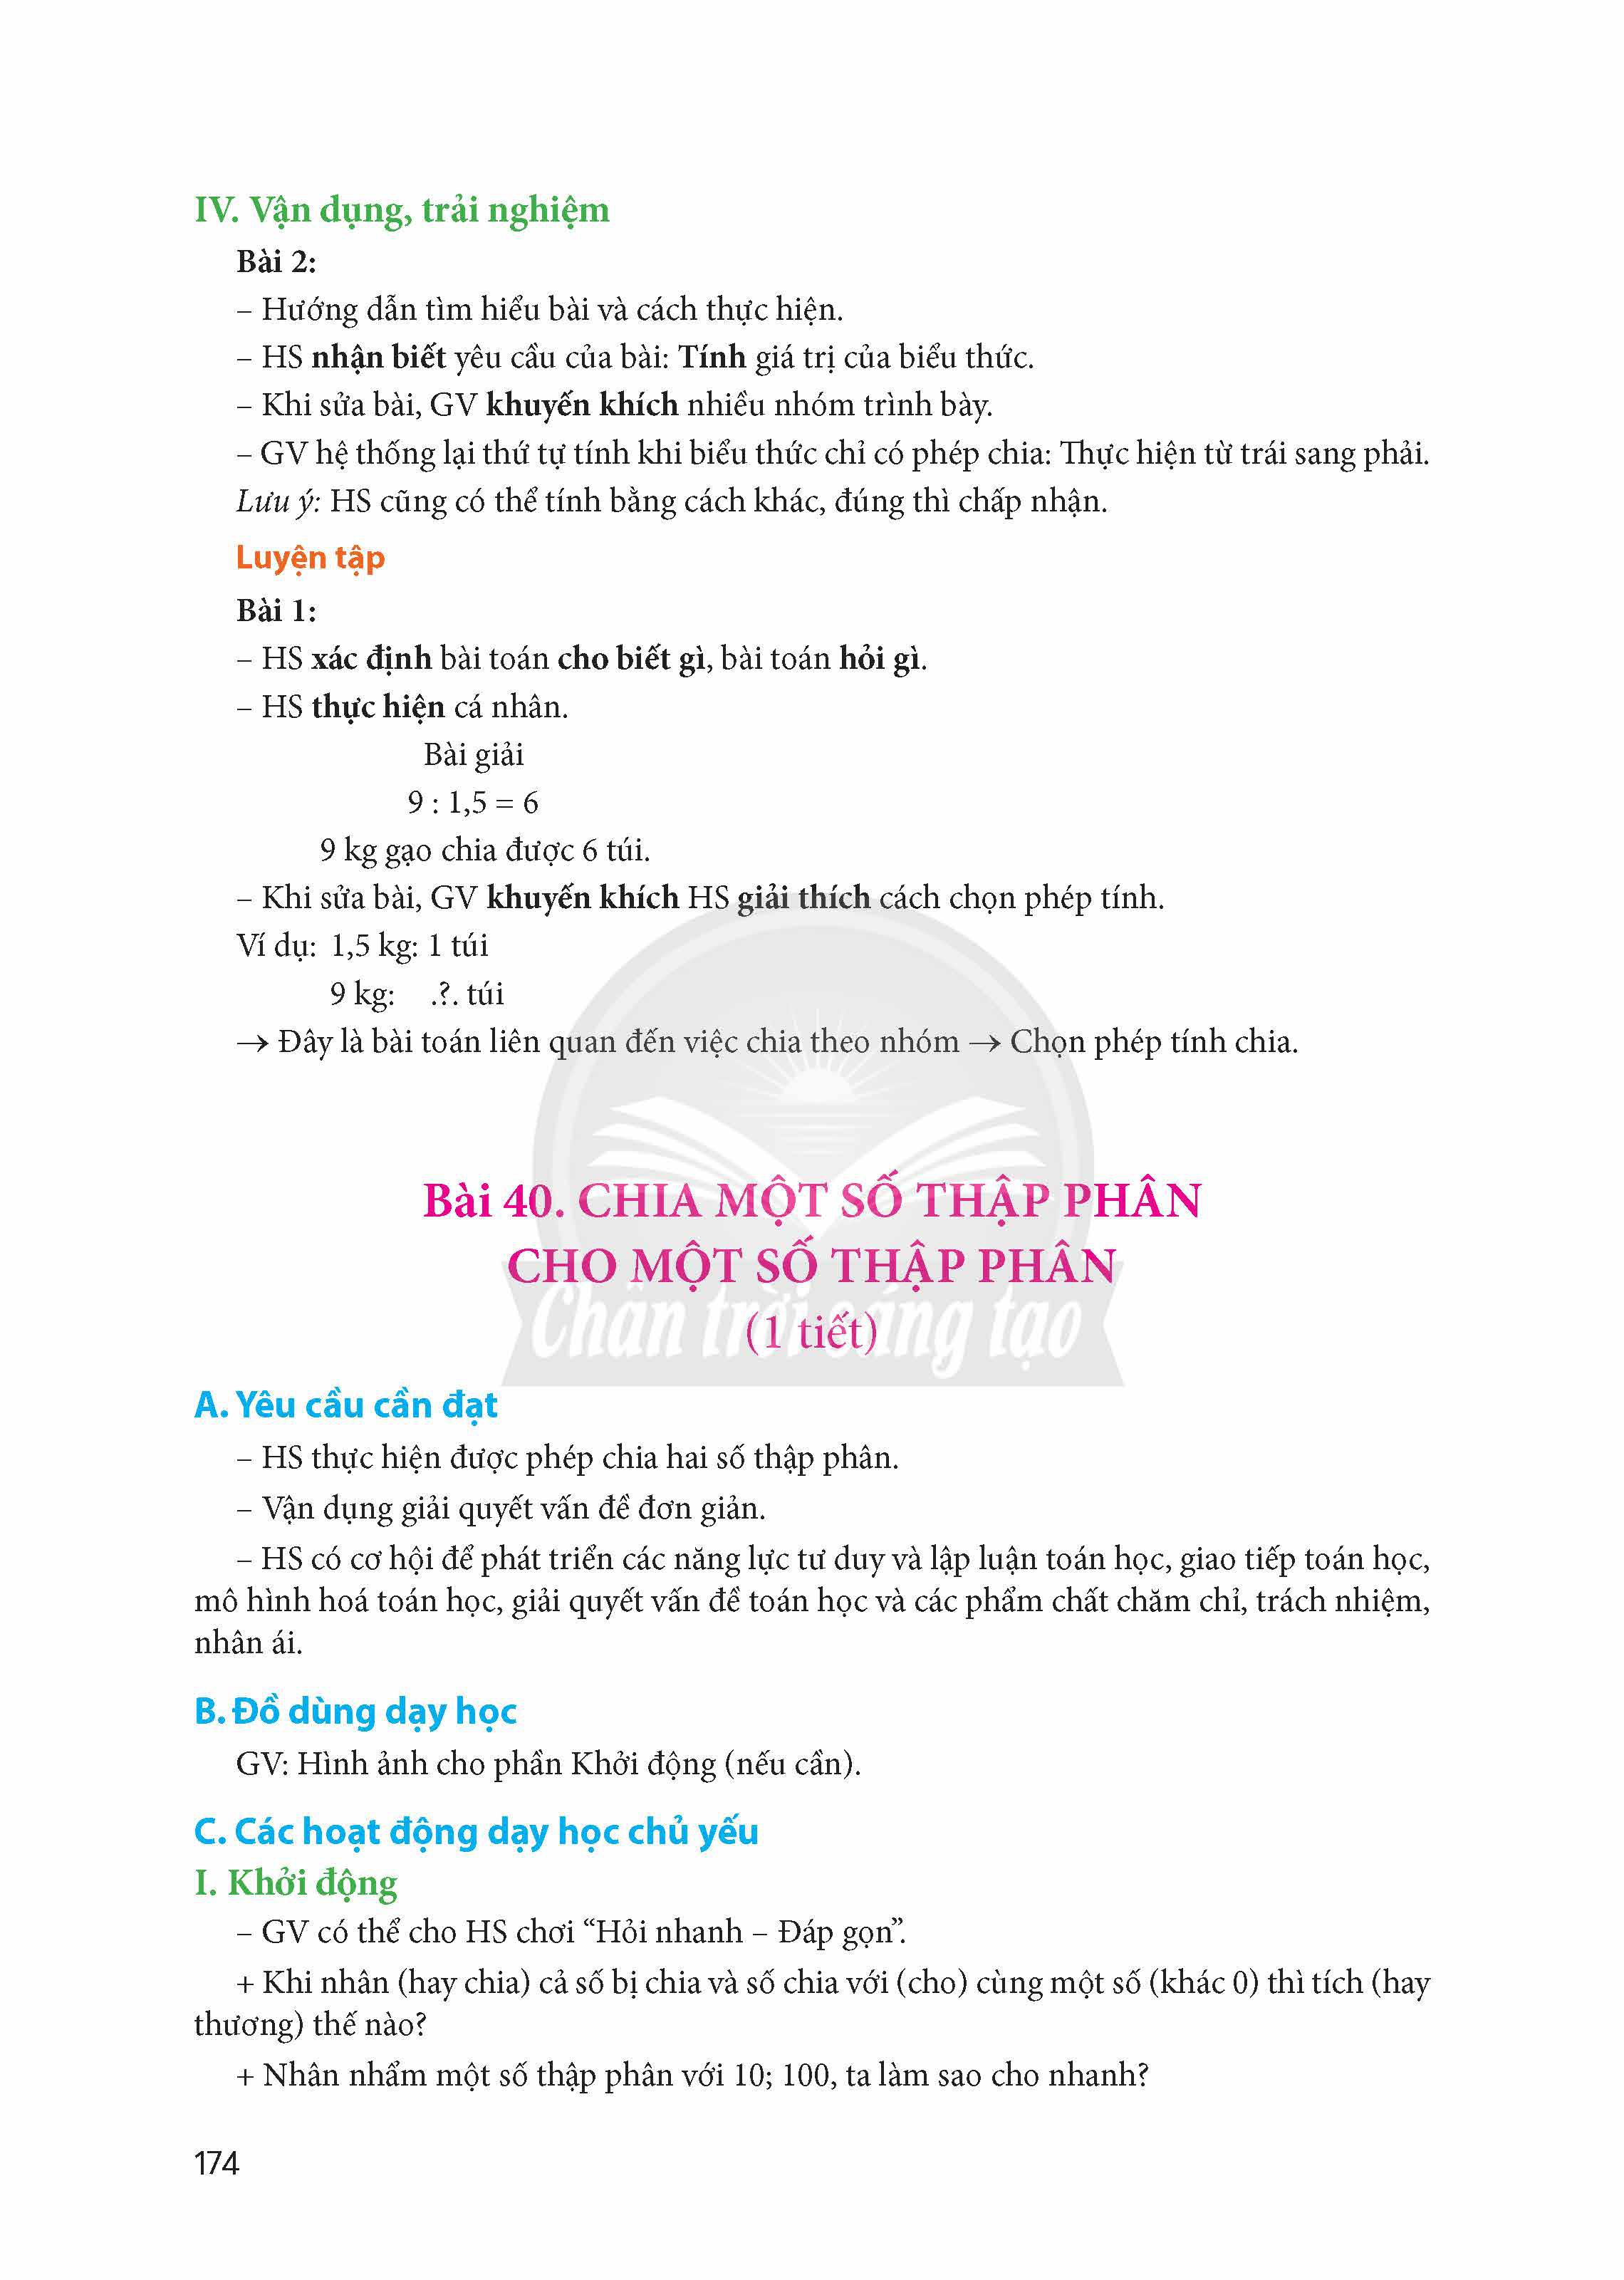 IV. Vận dụng, trải nghiệm
Bài 2:
– Hướng dẫn tìm hiểu bài và cách thực hiện.
– HS nhận biết yêu cầu của bài: Tính giá trị của biểu thức.
– Khi sửa bài, GV khuyến khích nhiều nhóm trình bày.
– GV hệ thống lại thứ tự tính khi biểu thức chỉ có phép chia: Thực hiện từ trái sang phải.
Lưu ý: HS cũng có thể tính bằng cách khác, đúng thì chấp nhận.
Luyện tập
Bài 1:
– HS xác định bài toán cho biết gì, bài toán hỏi gì.
– HS thực hiện cá nhân.
Bài giải
9 : 1,5 = 6
9 kg gạo chia được 6 túi.
– Khi sửa bài, GV khuyến khích HS giải thích cách chọn phép tính.
Ví dụ: 1,5 kg: 1 túi
9 kg: .?. túi
→ Đây là bài toán liên quan đến việc chia theo nhóm → Chọn phép tính chia.
Bài 40. CHIA MỘT SỐ THẬP PHÂN
CHO MỘT SỐ THẬP PHÂN
(1 tiết)
Chân trời sáng tạo
A. Yêu cầu cần đạt
– HS thực hiện được phép chia hai số thập phân.
– Vận dụng giải quyết vấn đề đơn giản.
– HS có cơ hội để phát triển các năng lực tư duy và lập luận toán học, giao tiếp toán học,
mô hình hoá toán học, giải quyết vấn đề toán học và các phẩm chất chăm chỉ, trách nhiệm,
nhân ái.
B. Đồ dùng dạy học
GV: Hình ảnh cho phần Khởi động (nếu cần).
C. Các hoạt động dạy học chủ yếu
I. Khởi động
– GV có thể cho HS chơi “Hỏi nhanh – Đáp gọn”.
+ Khi nhân (hay chia) cả số bị chia và số chia với (cho) cùng một số (khác 0) thì tích (hay
thương) thế nào?
+ Nhân nhẩm một số thập phân với 10; 100, ta làm sao cho nhanh?
174